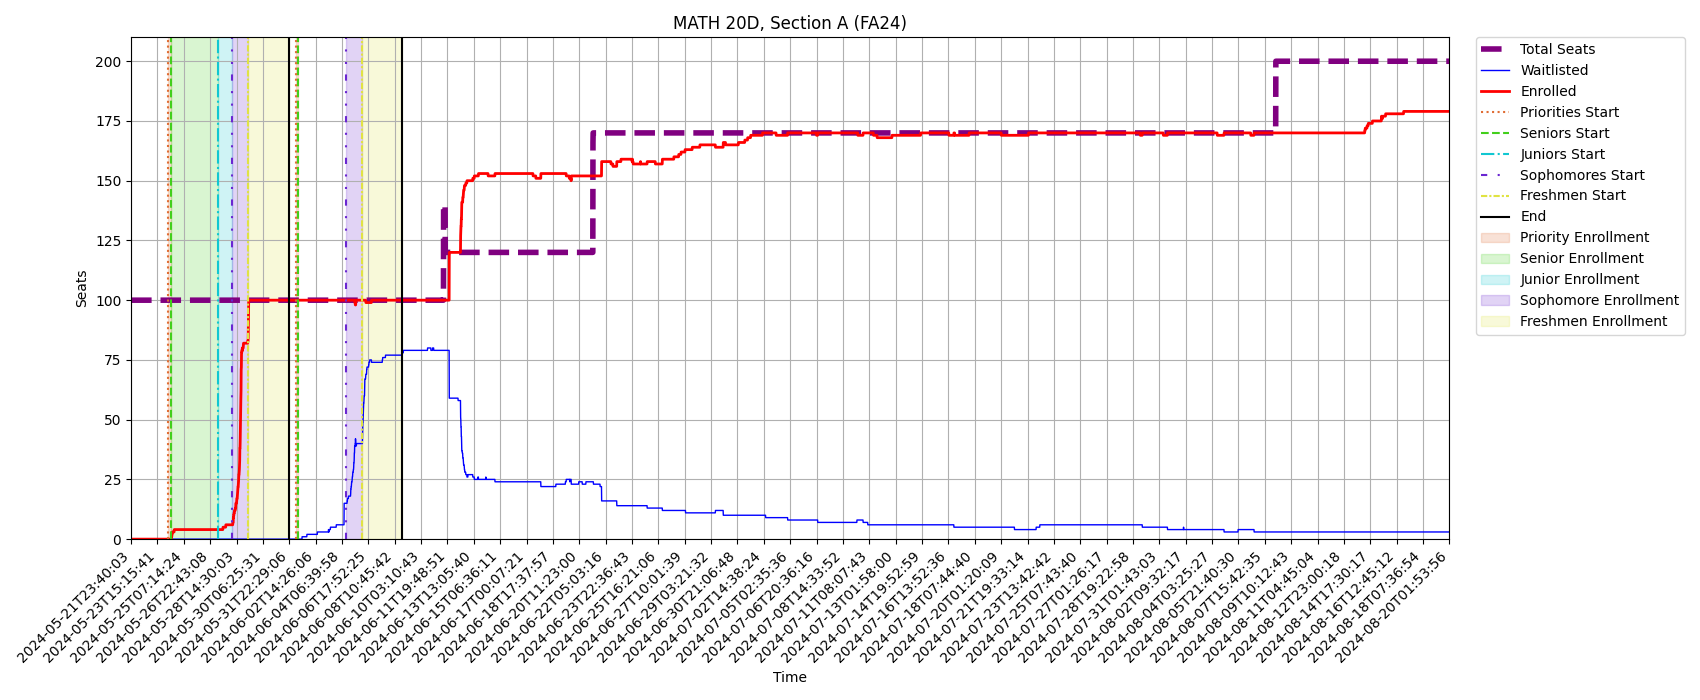 MATH 20D, Section A (FA24)
Seats
200
175
150
125
100
75
50
25
0
2024-05-21T23:40:03
2024-05-23T15:15:41
2024-05-25T07:14:24
2024-05-26T22:43:08
2024-05-28T14:30:03
2024-05-30T06:25:31
2024-05-31T22:29:06
2024-06-02T14:26:06
2024-06-04T06:39:58
2024-06-06T17:52:25
2024-06-08T10:45:42
2024-06-10T03:10:43
2024-06-11T19:48:51
2024-06-13T13:05:40
2024-06-15T06:36:11
2024-06-17T00:07:21
2024-06-18T17:37:57
2024-06-20T11:23:00
2024-06-22T05:03:16
2024-06-23T22:36:43
2024-06-25T16:21:06
2024-06-27T10:01:39
2024-06-29T03:21:32
2024-06-30T21:06:48
2024-07-02T14:38:24
2024-07-05T02:35:36
2024-07-06T20:36:16
2024-07-08T14:33:52
2024-07-11T08:07:43
2024-07-13T01:58:00
2024-07-14T19:52:59
2024-07-16T13:52:36
2024-07-18T07:44:40
2024-07-20T01:20:09
2024-07-21T19:33:14
2024-07-23T13:42:42
2024-07-25T07:43:40
2024-07-27T01:26:17
2024-07-28T19:22:58
2024-07-31T01:43:03
2024-08-02T09:32:17
2024-08-04T03:25:27
2024-08-05T21:40:30
2024-08-07T15:42:35
2024-08-09T10:12:43
2024-08-11T04:45:04
2024-08-12T23:00:18
2024-08-14T17:30:17
2024-08-16T12:45:12
2024-08-18T07:36:54
2024-08-20T01:53:56
Time
Total Seats
Waitlisted
Enrolled
Priorities Start
Seniors Start
Juniors Start
Sophomores Start
Freshmen Start
End
Priority Enrollment
Senior Enrollment
Junior Enrollment
Sophomore Enrollment
Freshmen Enrollment